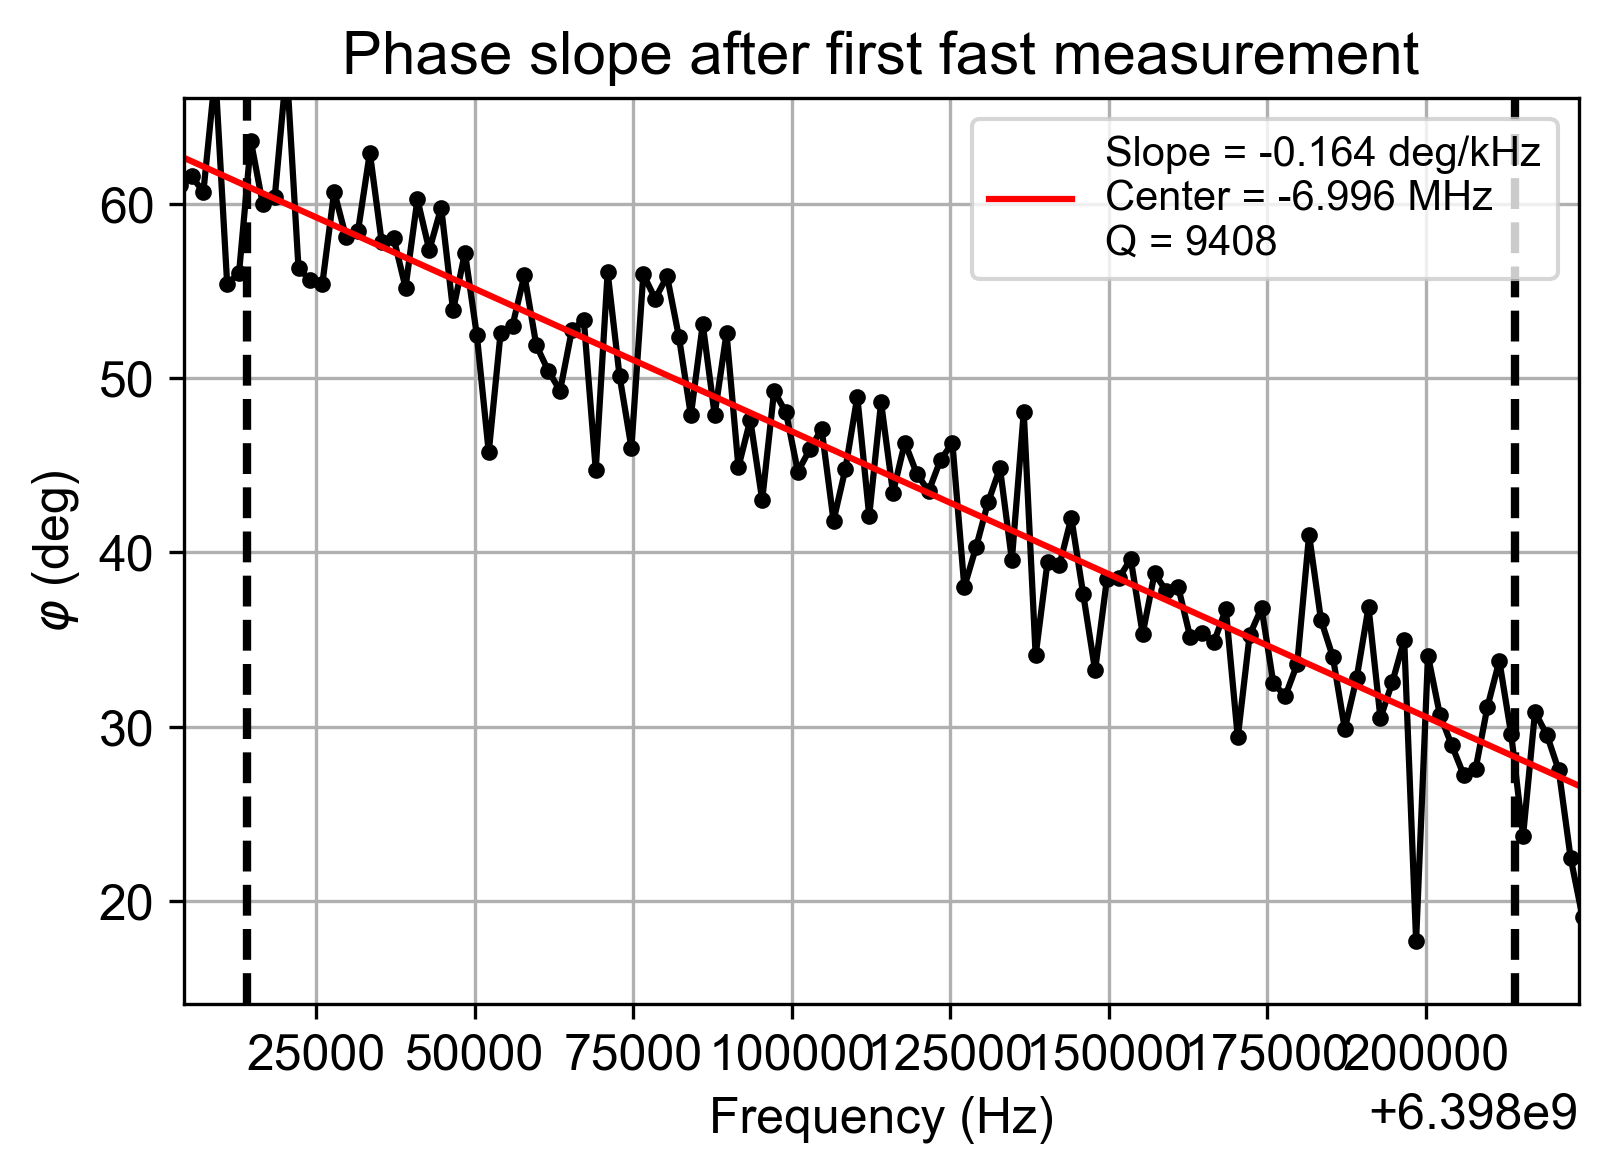 Phase slope after first fast measurement
Slope = -0.164 deg/kHz
Center = -6.996 MHz
Q = 9408
60
50
40
30
20
φ (deg)
25000 50000 75000 100000 125000 150000 175000 200000
Frequency (Hz)
+6.398e9